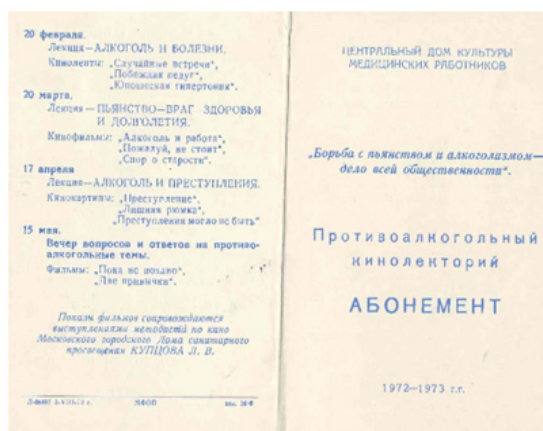 20 февраля.
Лекция—АЛКОГОЛЬ И БОЛЕЗНИ.
Киноленты: „Случайные встречи",
„Побеждая недуг",
„Юношеская гипертония".
20 марта.
Лекция—ПЬЯНСТВО—ВРАГ ЗДОРОВЬЯ
И ДОЛГОЛЕТИЯ.
Кинофильмы: „Алкоголь и работа",
„Пожалуй, не стоит",
„Спор о старости".
17 апреля
Лекция—АЛКОГОЛЬ И ПРЕСТУПЛЕНИЯ.
Кинокартины: „Преступление",
„Лишняя рюмка",
„Преступления могло не быть"
15 мая.
Вечер вопросов и ответов на противо-
алкогольные темы.
Фильмы: „Пока не поздно",
„Две привычки".
Показы фильмов сопровождаются
выступлениями методиста по кино
Московского городского Дома санитарного
просвещения КУПЦОВА Л. В.
зак.
ЦЕНТРАЛЬНЫЙ ДОМ КУЛЬТУРЫ
МЕДИЦИНСКИХ РАБОТНИКОВ
„Борьба с пьянством и алкоголизмом—
дело всей общественности".
Противоалкогольный
кинолекторий
АБОНЕМЕНТ
1972—1973 г.г.